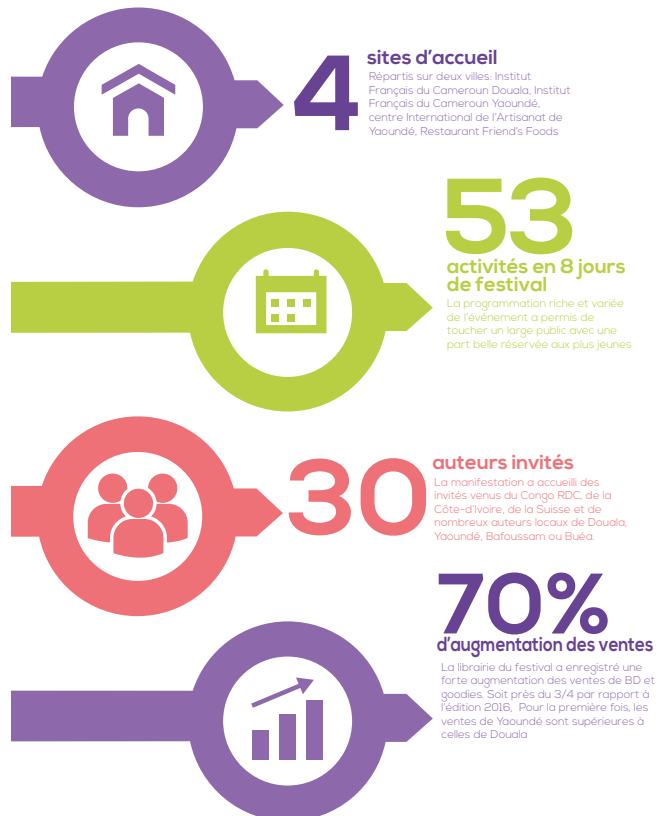 4
sites d'accueil
Répartis sur deux villes: Institut
Français du Cameroun Douala, Institut
Français du Cameroun Yaoundé,
centre International de l'Artisanat de
Yaoundé, Restaurant Friend's Foods
53
activités en 8 jours
de festival
La programmation riche et variée
de l'événement a permis de
toucher un large public avec une
part belle réservée aux plus jeunes
30
auteurs invités
La manifestation a accueilli des
invités venus du Congo RDC, de la
Côte-d'Ivoire, de la Suisse et de
nombreux auteurs locaux de Douala,
Yaoundé, Bafoussam ou Buéa.
70%
d'augmentation des ventes
La librairie du festival a enregistré une
forte augmentation des ventes de BD et
goodies. Soit près du 3/4 par rapport à
l'édition 2016, Pour la première fois, les
ventes de Yaoundé sont supérieures à
celles de Douala